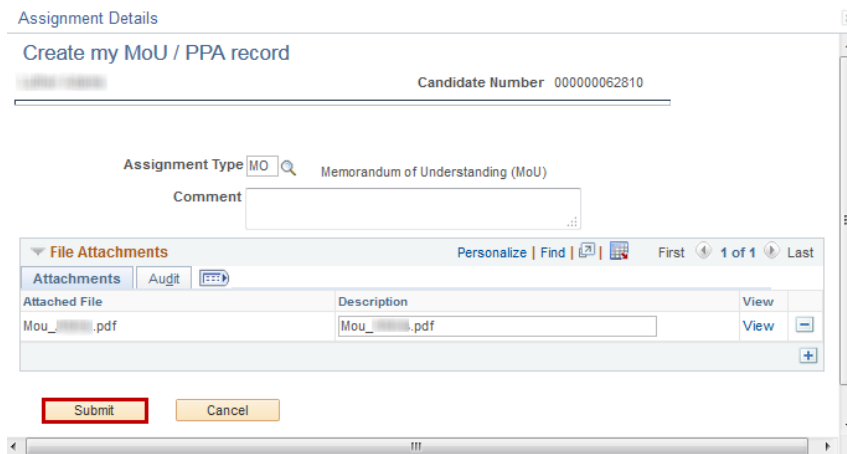 Assignment Details
Create my MoU / PPA record
Candidate Number 000000062810
Assignment Type MO Memorandum of Understanding (MoU)
Comment
File Attachments Personalize | Find | | First 1 of 1 Last
Attachments Audit
Attached File Description View
Mou_ .pdf Mou_ .pdf View
Submit Cancel